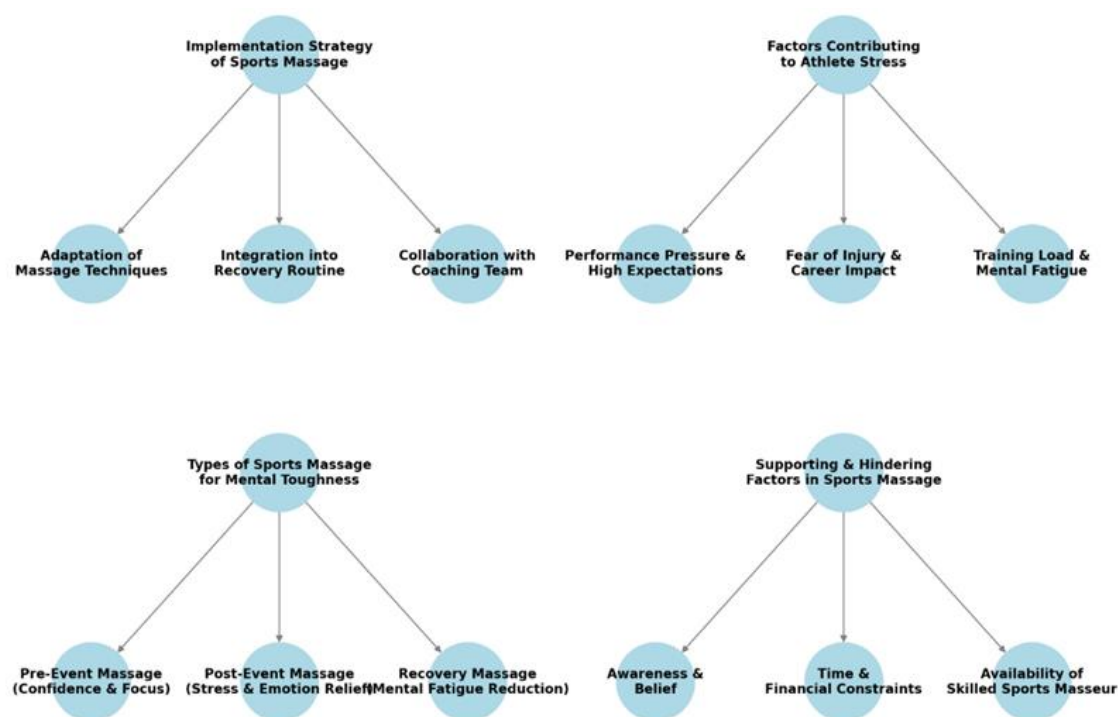 Implementation Strategy
of Sports Massage
Factors Contributing
to Athlete Stress
Adaptation of
Massage Techniques
Integration into
Recovery Routine
Collaboration with
Coaching Team
Performance Pressure &
High Expectations
Fear of Injury &
Career Impact
Training Load &
Mental Fatigue
Types of Sports Massage
for Mental Toughness
Supporting & Hindering
Factors in Sports Massage
Pre-Event Massage
(Confidence & Focus)
Post-Event Massage
(Stress & Emotion Relief)
Recovery Massage
(Mental Fatigue Reduction)
Awareness &
Belief
Time &
Financial Constraints
Availability of
Skilled Sports Masseur